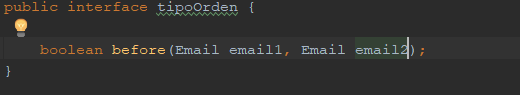 public interface tipoOrden {
boolean before(Email email1, Email email2);
}